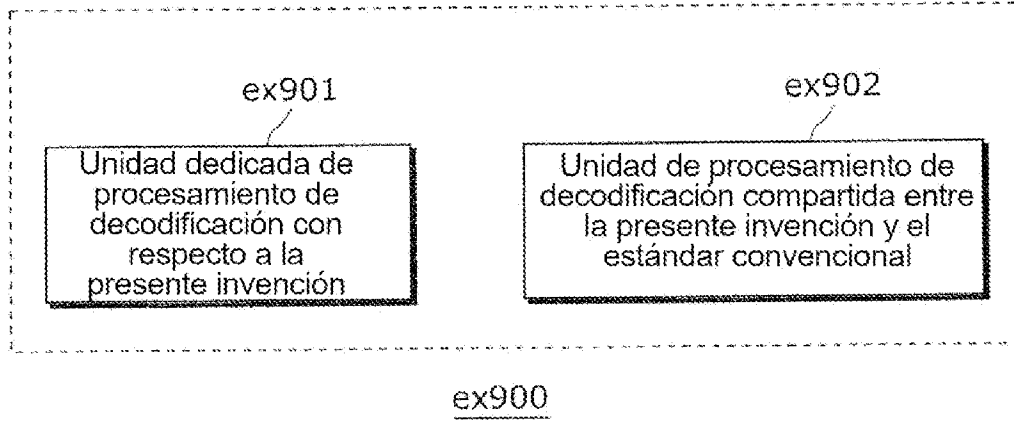 ex901
Unidad dedicada de
procesamiento de
decodificación con
respecto a la
presente invención
ex902
Unidad de procesamiento de
decodificación compartida entre
la presente invención y el
estándar convencional
ex900